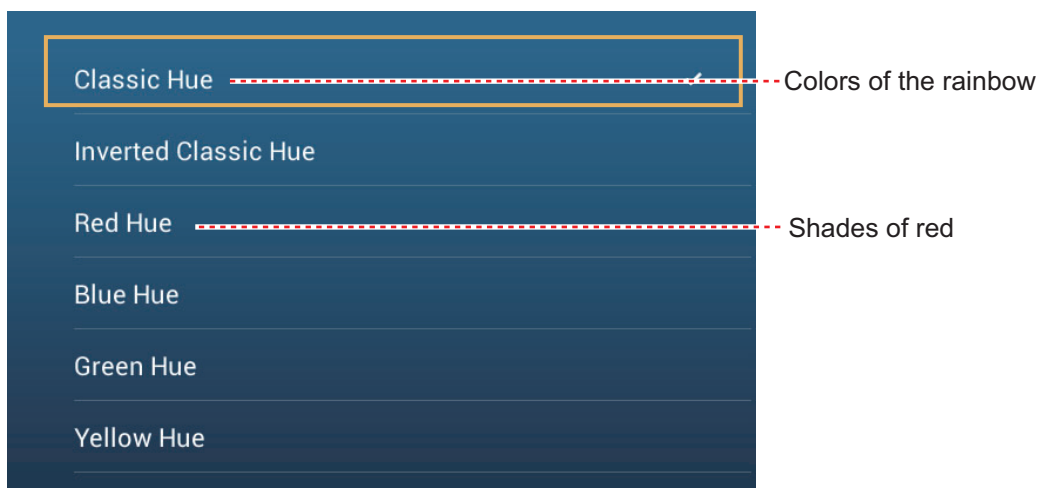 Classic Hue
Colors of the rainbow
Inverted Classic Hue
Red Hue
Shades of red
Blue Hue
Green Hue
Yellow Hue